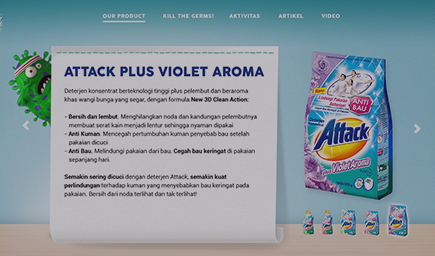 OUR PRODUCT KILL THE GERMS! AKTIVITAS ARTIKEL VIDEO
ATTACK PLUS VIOLET AROMA
Deterjen konsentrat berteknologi tinggi plus pelembut dan beraroma
khas wangi bunga yang segar, dengan formula New 3D Clean Action:
- Bersih dan lembut. Menghilangkan noda dan kandungan pelembutnya
membuat serat kain menjadi lentur sehingga nyaman dipakai
- Anti Kuman. Mencegah pertumbuhan kuman penyebab bau setelah
pakaian dicuci
- Anti Bau. Melindungi pakaian dari bau. Cegah bau keringat di pakaian
sepanjang hari.
Semakin sering dicuci dengan deterjen Attack, semakin kuat
perlindungan terhadap kuman yang menyebabkan bau keringat pada
pakaian. Bersih dari noda terlihat dan tak terlihat!
ANTI
BAU
Attack
Plus
Violet Aroma